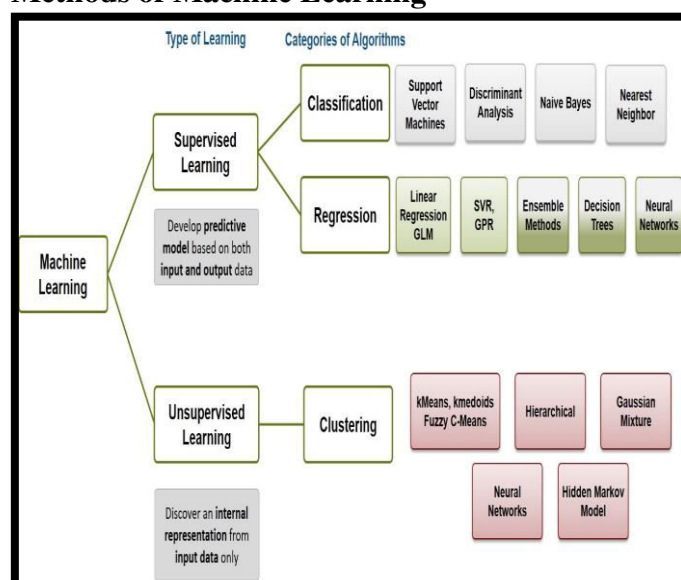 Methods of Machine Learning
Type of Learning
Categories of Algorithms
Machine
Learning
Supervised
Learning
Develop predictive
model based on both
input and output data
Classification
Support
Vector
Machines
Discriminant
Analysis
Naive Bayes
Nearest
Neighbor
Regression
Linear
Regression
GLM
SVR,
GPR
Ensemble
Methods
Decision
Trees
Neural
Networks
Unsupervised
Learning
Discover an internal
representation from
input data only
Clustering
kMeans, kmedoids
Fuzzy C-Means
Hierarchical
Gaussian
Mixture
Neural
Networks
Hidden Markov
Model